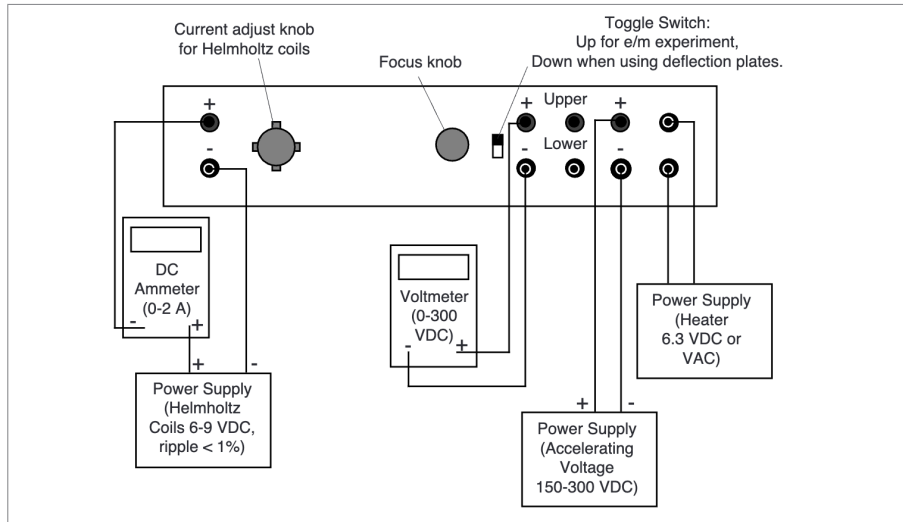 Current adjust knob
for Helmholtz coils
Focus knob
Toggle Switch:
Up for e/m experiment,
Down when using deflection plates.
+
-
+
Upper
+
-
Lower
-
DC
Ammeter
(0-2 A)
-
+
+
-
Power Supply
(Helmholtz
Coils 6-9 VDC,
ripple < 1%)
Voltmeter
(0-300
VDC)
-
+
+
-
Power Supply
(Accelerating
Voltage
150-300 VDC)
Power Supply
(Heater
6.3 VDC or
VAC)